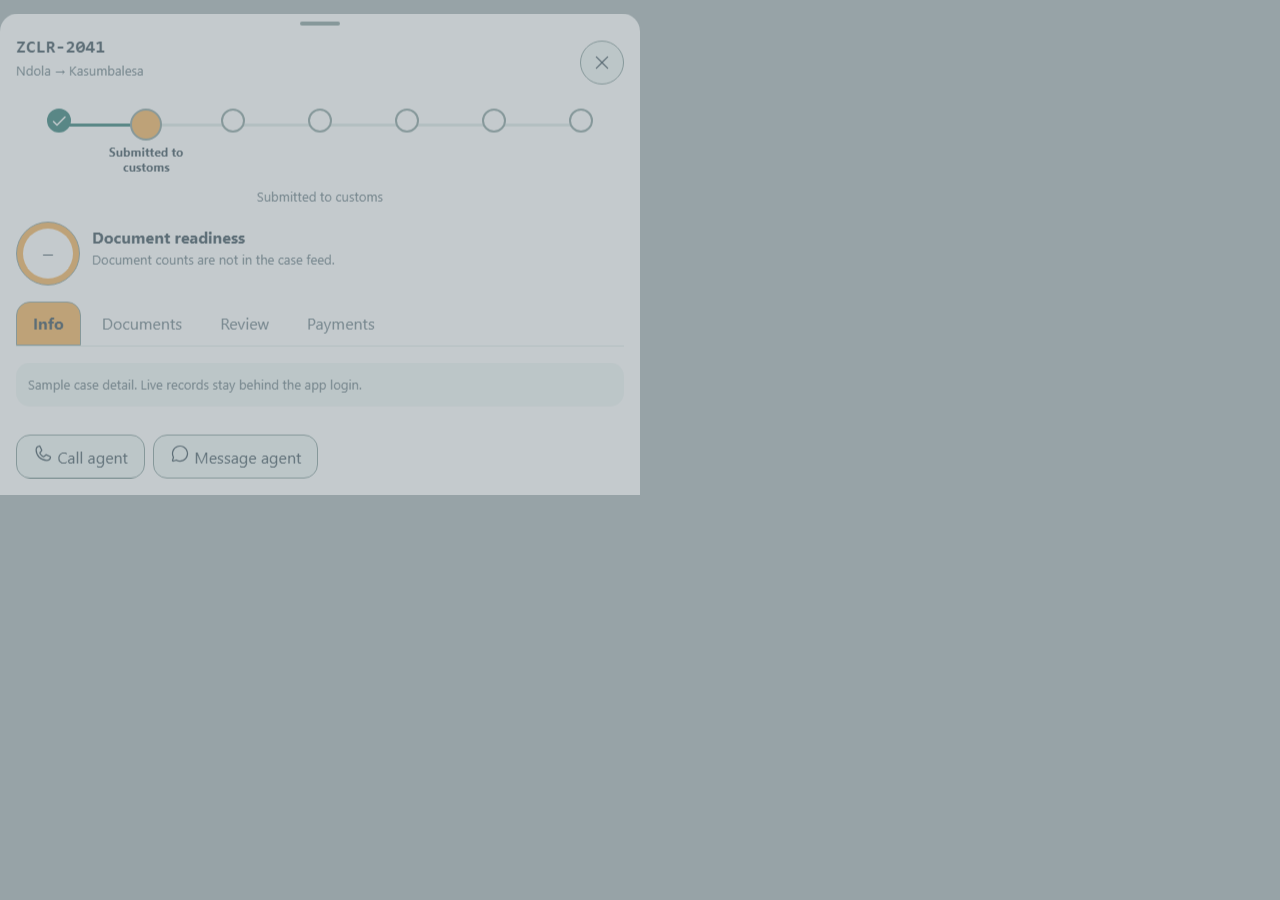 ZCLR-2041
Ndola → Kasumbalesa
Submitted to
customs
Submitted to customs
–
Document readiness
Document counts are not in the case feed.
Info
Documents
Review
Payments
Sample case detail. Live records stay behind the app login.
Call agent
Message agent